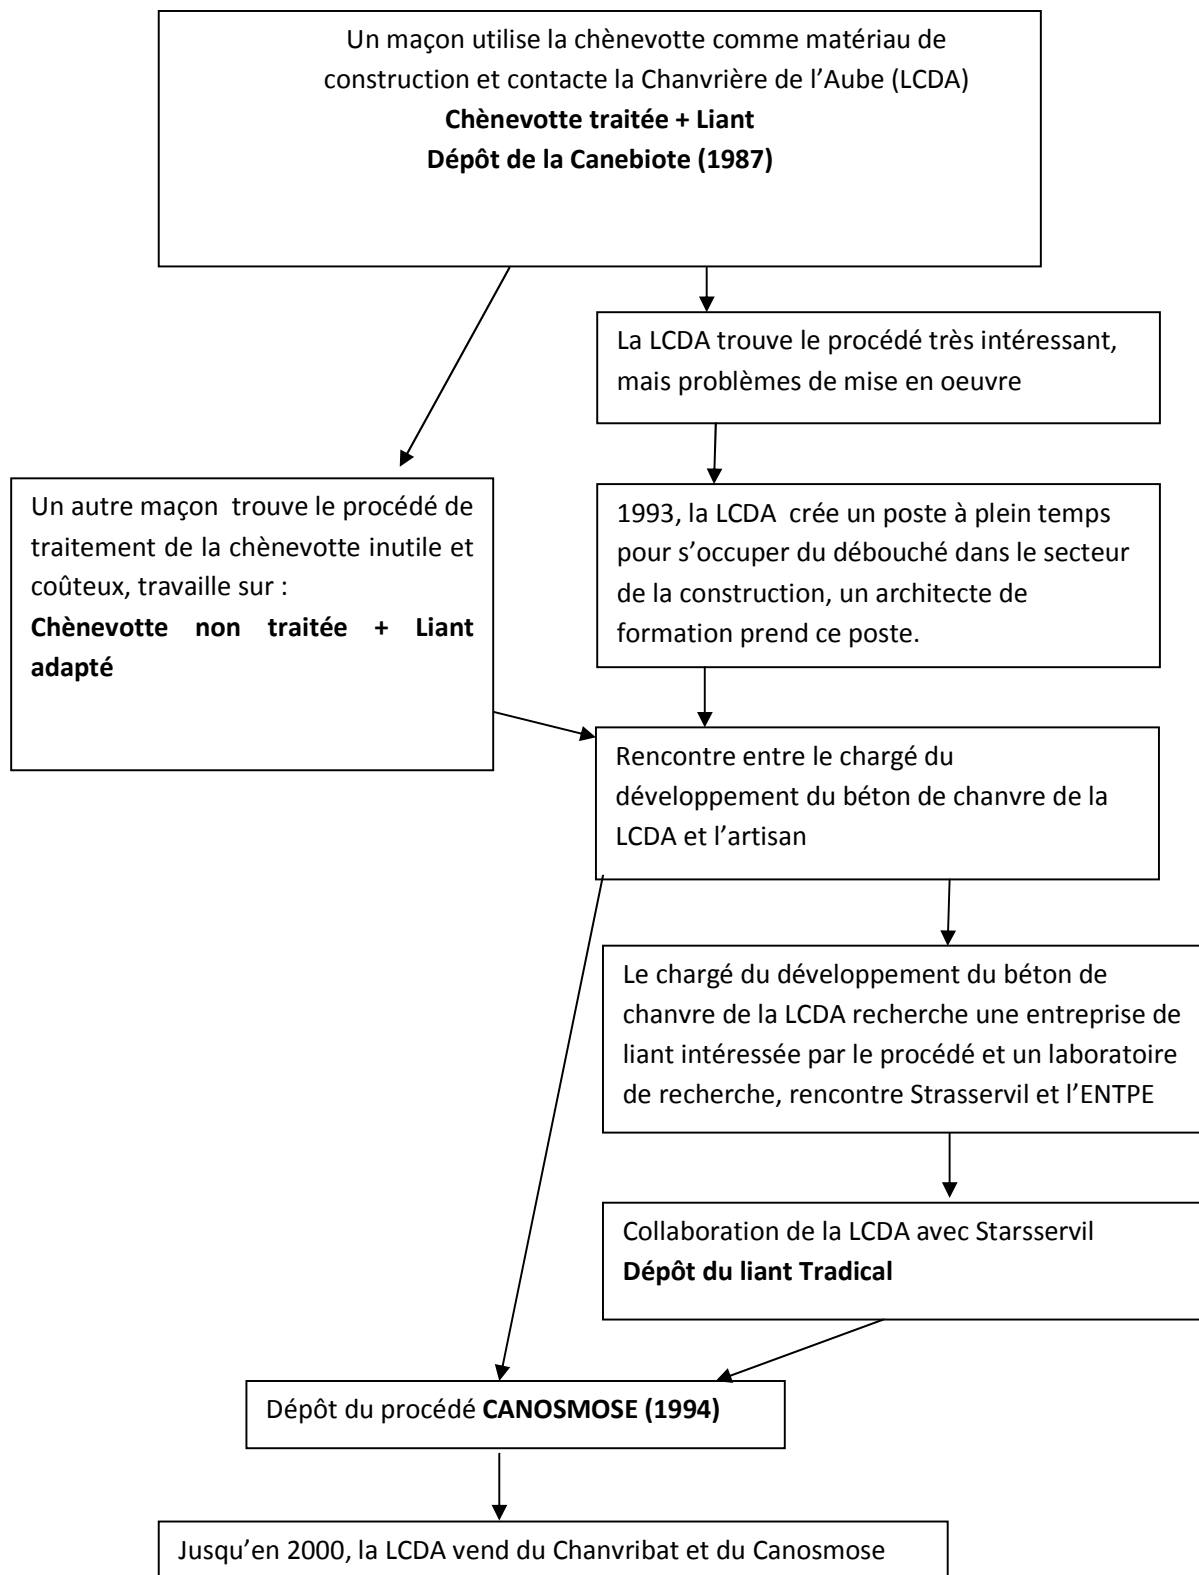 Un maçon utilise la chènevotte comme matériau de
construction et contacte la Chanvrière de l'Aube (LCDA)
Chènevotte traitée + Liant
Dépôt de la Canebiote (1987)
La LCDA trouve le procédé très intéressant,
mais problèmes de mise en oeuvre
Un autre maçon trouve le procédé de
traitement de la chènevotte inutile et
coûteux, travaille sur :
Chènevotte non traitée + Liant
adapté
1993, la LCDA crée un poste à plein temps
pour s'occuper du débouché dans le secteur
de la construction, un architecte de
formation prend ce poste.
Rencontre entre le chargé du
développement du béton de chanvre de la
LCDA et l'artisan
Le chargé du développement du béton de
chanvre de la LCDA recherche une entreprise de
liant intéressée par le procédé et un laboratoire
de recherche, rencontre Strasservil et l'ENTPE
Collaboration de la LCDA avec Starsservil
Dépôt du liant Tradical
Dépôt du procédé CANOSMOSE (1994)
Jusqu'en 2000, la LCDA vend du Chanvribat et du Canosmose